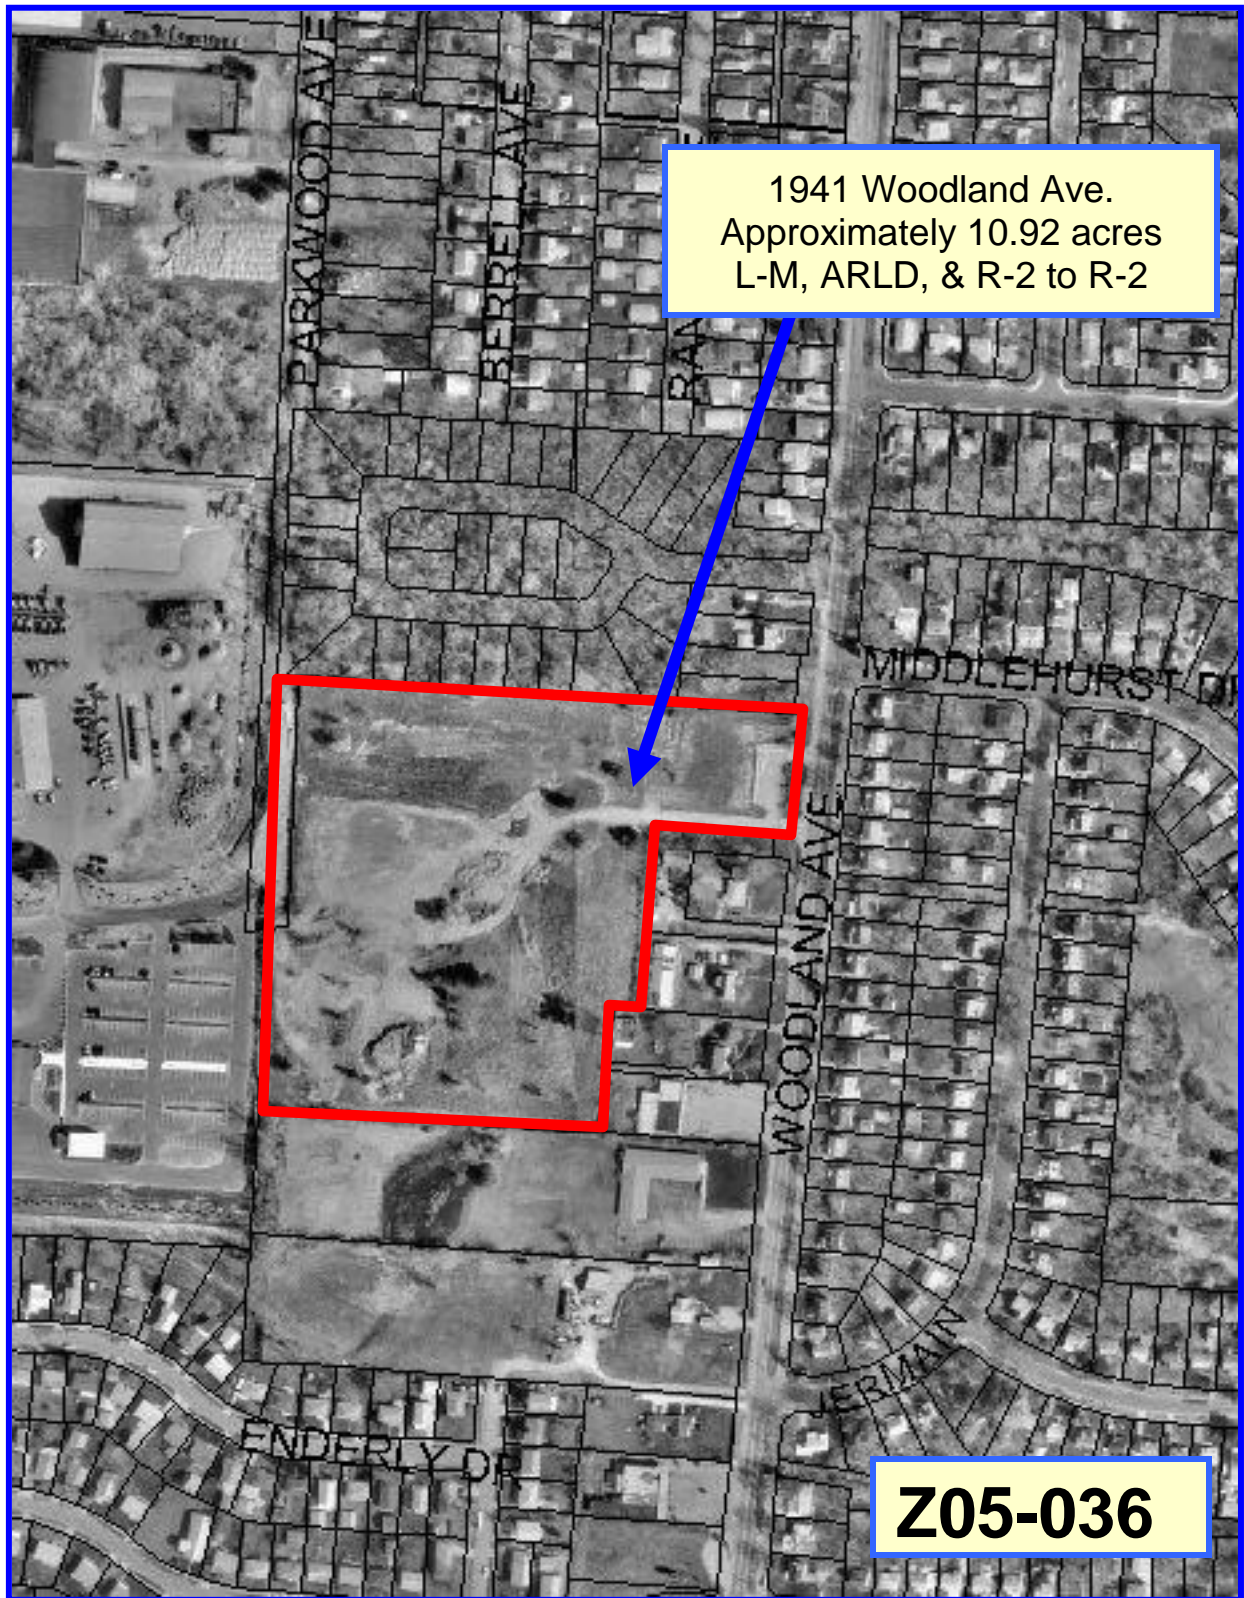 PARKWOOD AVE
BERRELL AVE
1941 Woodland Ave.
Approximately 10.92 acres
L-M, ARLD, & R-2 to R-2
MIDDLEHURST
WOODLAND AVE
ENDERLY DR
Z05-036